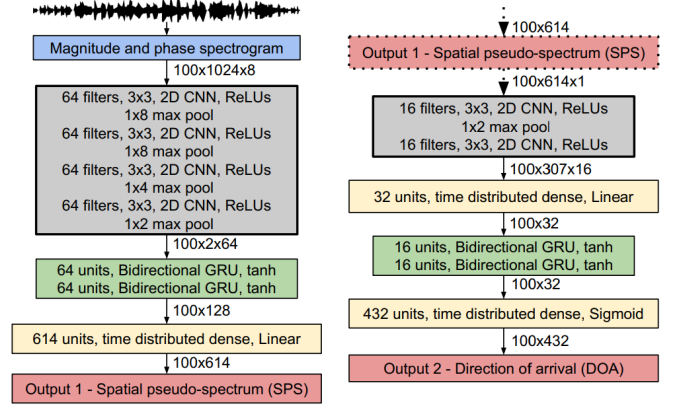 Magnitude and phase spectrogram
100x1024x8
64 filters, 3x3, 2D CNN, ReLUs
1x8 max pool
64 filters, 3x3, 2D CNN, ReLUs
1x8 max pool
64 filters, 3x3, 2D CNN, ReLUs
1x4 max pool
64 filters, 3x3, 2D CNN, ReLUs
1x2 max pool
100x2x64
64 units, Bidirectional GRU, tanh
64 units, Bidirectional GRU, tanh
100x128
614 units, time distributed dense, Linear
100x614
Output 1 - Spatial pseudo-spectrum (SPS)
100x614
Output 1 - Spatial pseudo-spectrum (SPS)
100x614x1
16 filters, 3x3, 2D CNN, ReLUs
1x2 max pool
16 filters, 3x3, 2D CNN, ReLUs
100x307x16
32 units, time distributed dense, Linear
100x32
16 units, Bidirectional GRU, tanh
16 units, Bidirectional GRU, tanh
100x32
432 units, time distributed dense, Sigmoid
100x432
Output 2 - Direction of arrival (DOA)